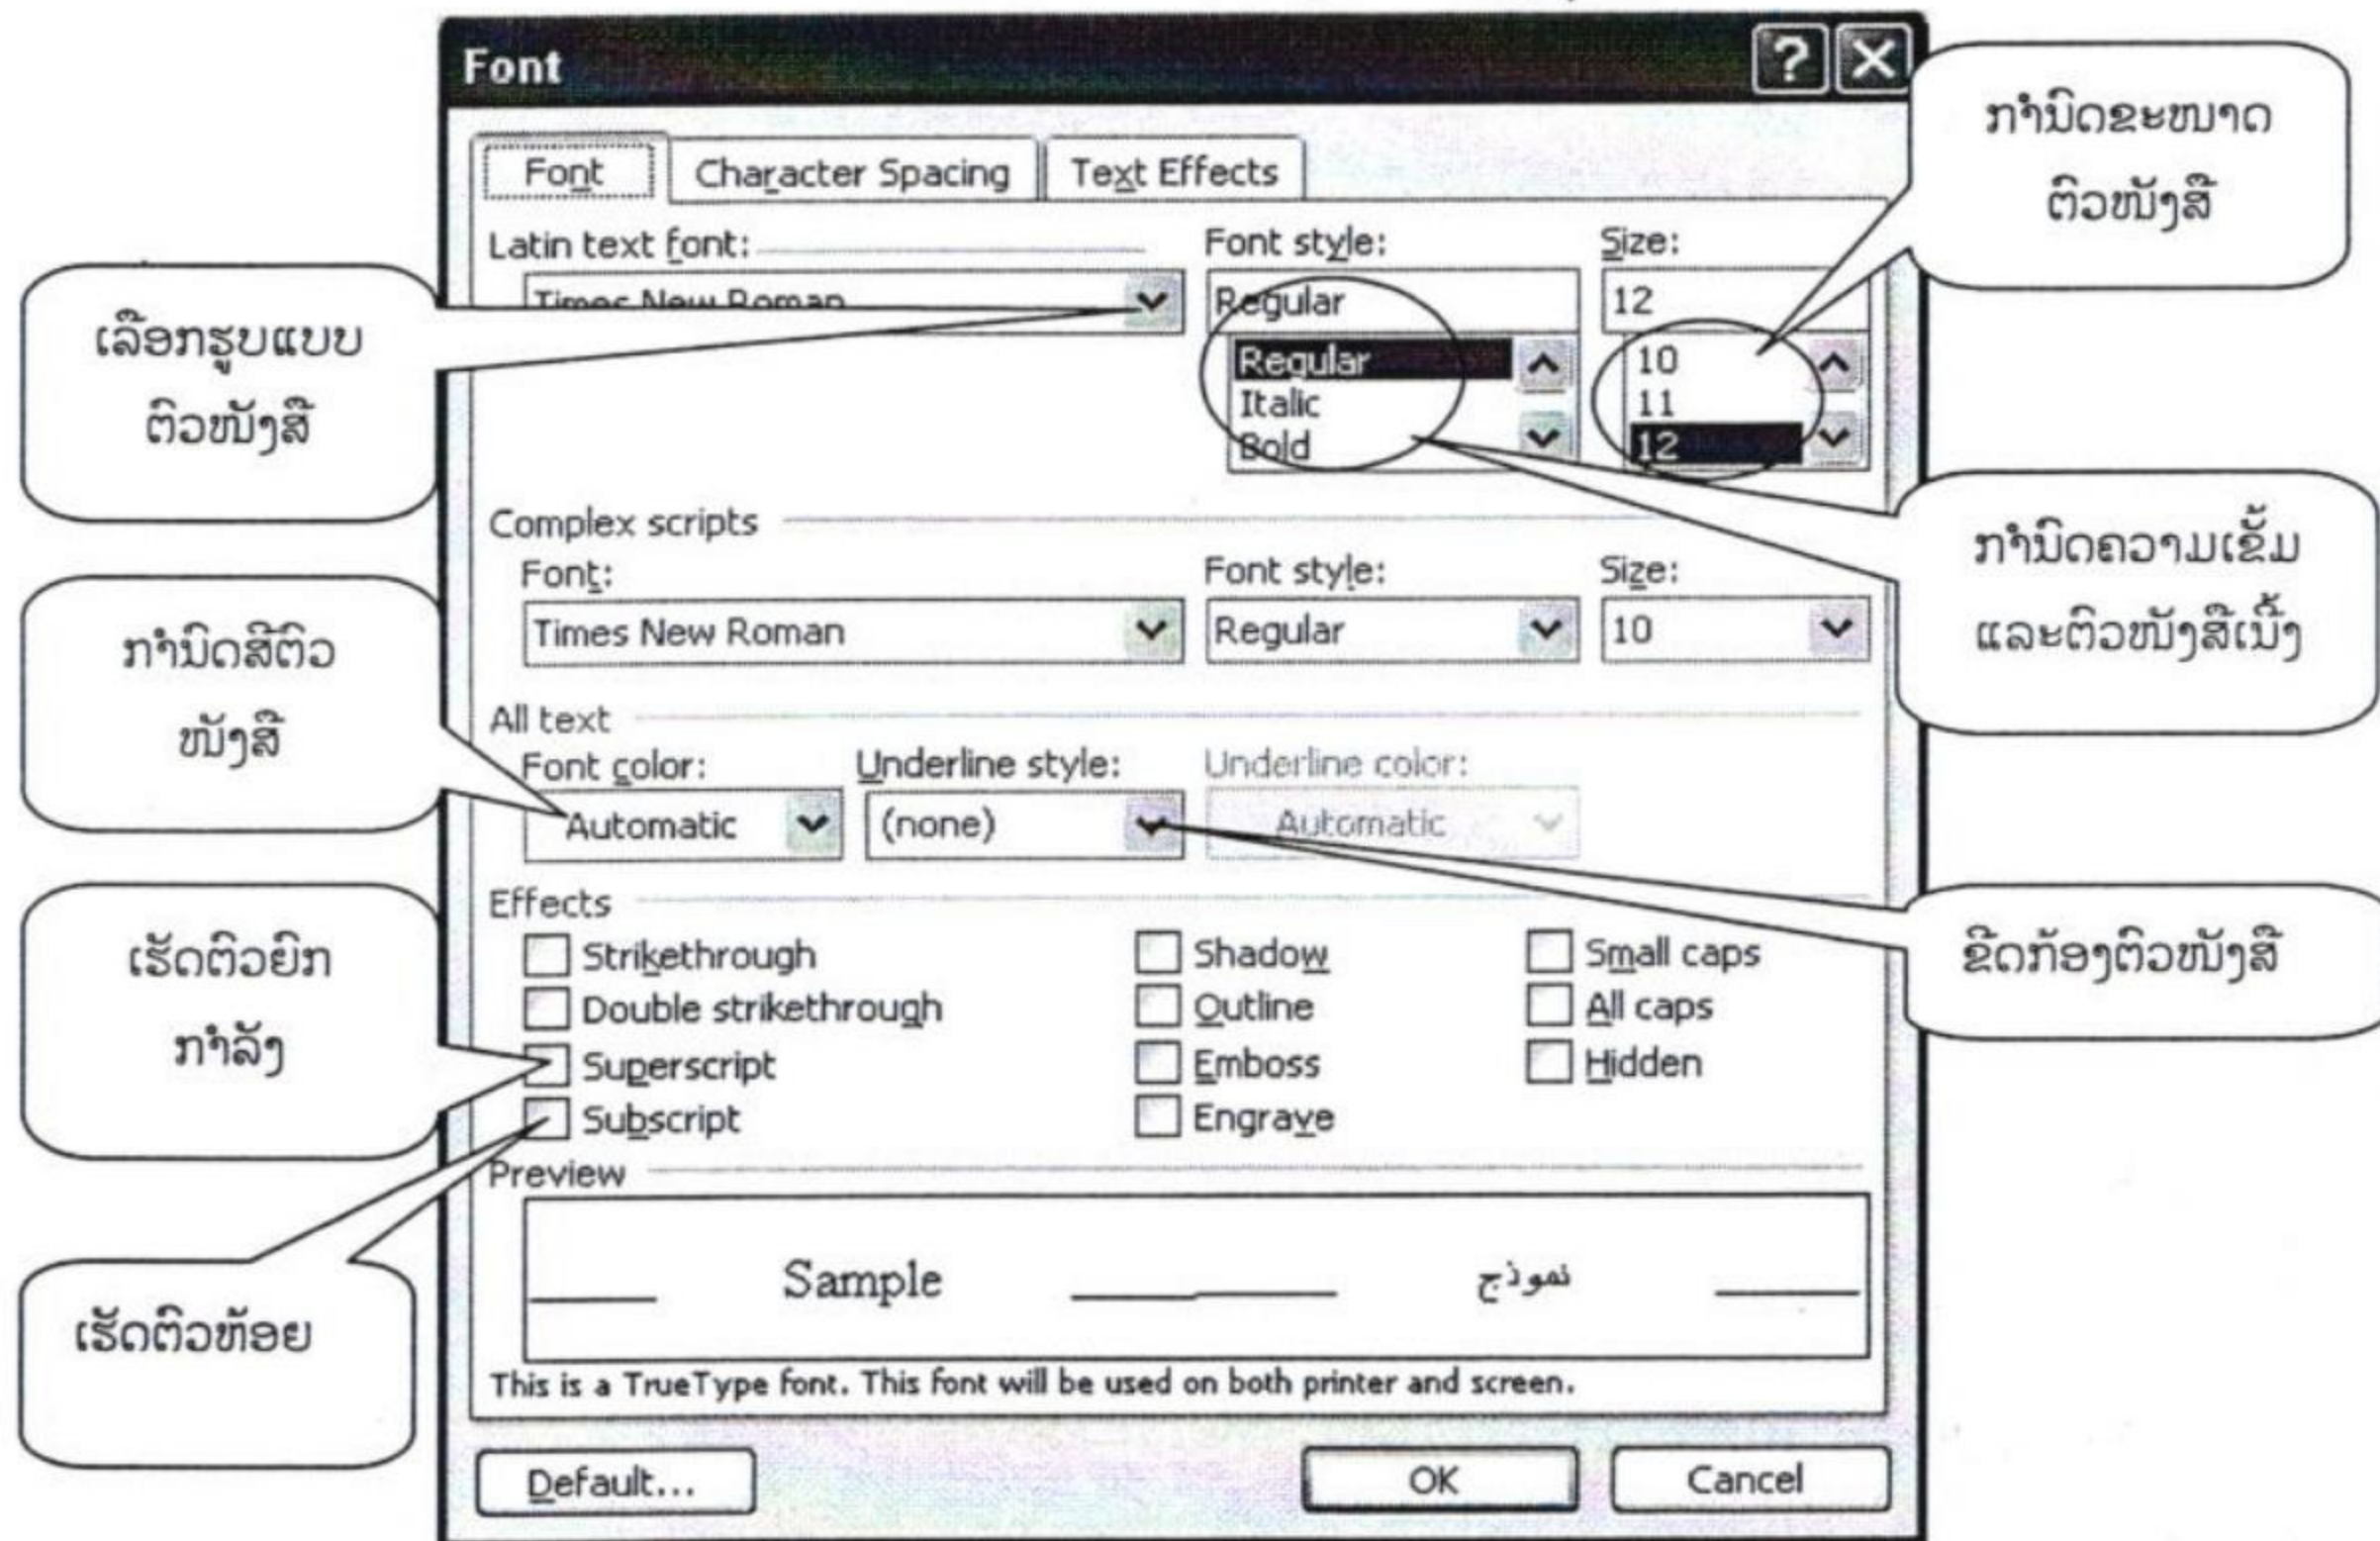 Font
Font Character Spacing Text Effects
ກຳນົດຂະໜາດ
ຕົວໜັງສື
Latin text font: Font style: Size:
Times New Roman Regular 12
ເລືອກຮູບແບບ
ຕົວໜັງສື
Regular 10
Italic 11
Bold 12
Complex scripts
Font: Font style: Size:
Times New Roman Regular 10
ກຳນົດຄວາມເຂັ້ມ
ແລະຕົວໜັງສືເນີ້ງ
ກຳນົດສີຕົວ
ໜັງສື
All text
Font color: Underline style: Underline color:
Automatic (none) Automatic
Effects
Strikethrough Shadow Small caps
Double strikethrough Outline All caps
Superscript Emboss Hidden
Subscript Engrave
ເຮັດຕົວຍົກ
ກຳລັງ
ຂີດກ້ອງຕົວໜັງສື
Preview
Sample نموذج
ເຮັດຕົວຫ້ອຍ
This is a TrueType font. This font will be used on both printer and screen.
Default... OK Cancel